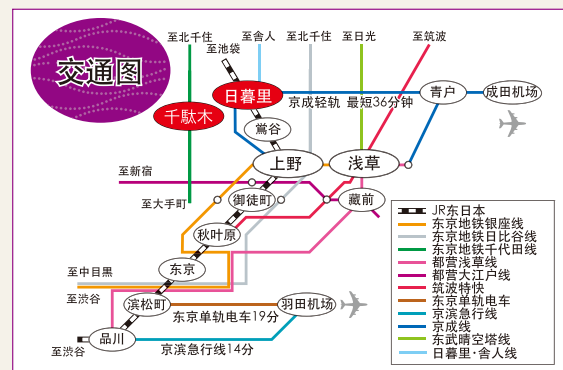 交通图
至北千住
至池袋
至舍人
至北千住
至日光
至筑波
千駄木
日暮里
京成轻轨 最短36分钟
青户
成田机场
鶯谷
上野
浅草
至新宿
至大手町
御徒町
藏前
秋叶原
东京
至中目黑
至涩谷
滨松町
羽田机场
东京单轨电车19分
品川
至涩谷
京滨急行线14分
JR东日本
东京地铁银座线
东京地铁日比谷线
东京地铁千代田线
都营浅草线
都营大江户线
筑波特快
东京单轨电车
京滨急行线
京成线
东武晴空塔线
日暮里·舍人线